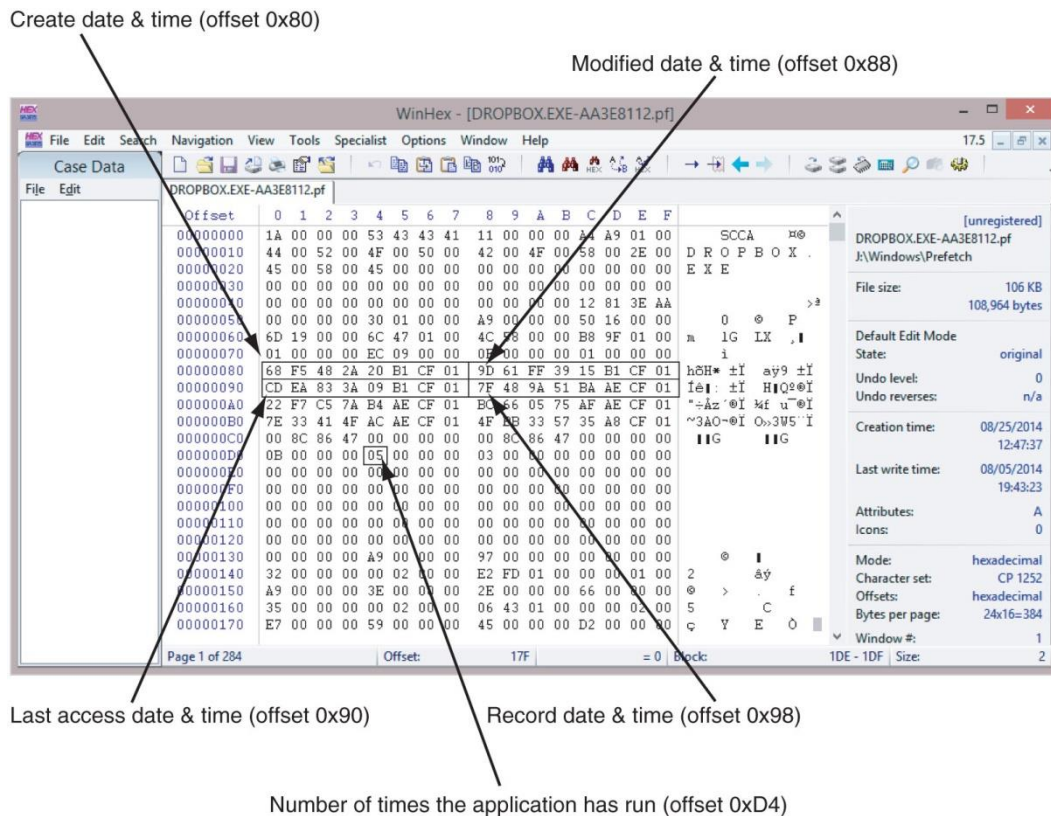 Create date & time (offset 0x80)
Modified date & time (offset 0x88)
WinHex - [DROPBOX.EXE-AA3E8112.pf]
File Edit Search Navigation View Tools Specialist Options Window Help 17.5
Case Data
File Edit
DROPBOX.EXE-AA3E8112.pf
Offset 0 1 2 3 4 5 6 7 8 9 A B C D E F
00000000 1A 00 00 00 53 43 43 41 11 00 00 00 A4 A9 01 00 SCCA ¤©
00000010 44 00 52 00 4F 00 50 00 42 00 4F 00 58 00 2E 00 D R O P B O X .
00000020 45 00 58 00 45 00 00 00 00 00 00 00 00 00 00 00 E X E
00000030 00 00 00 00 00 00 00 00 00 00 00 00 00 00 00 00
00000040 00 00 00 00 00 00 00 00 00 00 00 00 12 81 3E AA >ª
00000050 00 00 00 00 30 01 00 00 A9 00 00 00 50 16 00 00 0 © P
00000060 6D 19 00 00 6C 47 01 00 4C 58 00 00 B8 9F 01 00 m lG LX ¸
00000070 01 00 00 00 EC 09 00 00 00 00 00 01 00 00 00 ì
00000080 68 F5 48 2A 20 B1 CF 01 9D 61 FF 39 15 B1 CF 01 hõH* ±Ï aÿ9 ±Ï
00000090 CD EA 83 3A 09 B1 CF 01 7F 48 9A 51 BA AE CF 01 Íê : ±Ï H Qº®Ï
000000A0 22 F7 C5 7A B4 AE CF 01 BC 66 05 75 AF AE CF 01 "÷Åz´®Ï ¼f u¯®Ï
000000B0 7E 33 41 4F AC AE CF 01 4F BB 33 57 35 A8 CF 01 ~3AO¬®Ï O»3W5¨Ï
000000C0 00 8C 86 47 00 00 00 00 00 8C 86 47 00 00 00 00 G G
000000D0 0B 00 00 00 05 00 00 00 03 00 00 00 00 00 00 00
000000E0 00 00 00 00 00 00 00 00 00 00 00 00 00 00 00 00
000000F0 00 00 00 00 00 00 00 00 00 00 00 00 00 00 00 00
00000100 00 00 00 00 00 00 00 00 00 00 00 00 00 00 00 00
00000110 00 00 00 00 00 00 00 00 00 00 00 00 00 00 00 00
00000120 00 00 00 00 00 00 00 00 00 00 00 00 00 00 00 00
00000130 00 00 00 00 A9 00 00 00 97 00 00 00 00 00 00 00 ©
00000140 32 00 00 00 00 02 00 00 E2 FD 01 00 00 00 01 00 2 âý
00000150 A9 00 00 00 3E 00 00 00 2E 00 00 00 66 00 00 00 © > . f
00000160 35 00 00 00 00 02 00 00 06 43 01 00 00 00 02 00 5 C
00000170 E7 00 00 00 59 00 00 00 45 00 00 00 D2 00 00 00 ç Y E Ò
[unregistered]
DROPBOX.EXE-AA3E8112.pf
J:\Windows\Prefetch
File size: 106 KB
108,964 bytes
Default Edit Mode
State: original
Undo level: 0
Undo reverses: n/a
Creation time: 08/25/2014
12:47:37
Last write time: 08/05/2014
19:43:23
Attributes: A
Icons: 0
Mode: hexadecimal
Character set: CP 1252
Offsets: hexadecimal
Bytes per page: 24x16=384
Window #: 1
Page 1 of 284 Offset: 17F = 0 Block: 1DE - 1DF Size: 2
Last access date & time (offset 0x90)
Record date & time (offset 0x98)
Number of times the application has run (offset 0xD4)